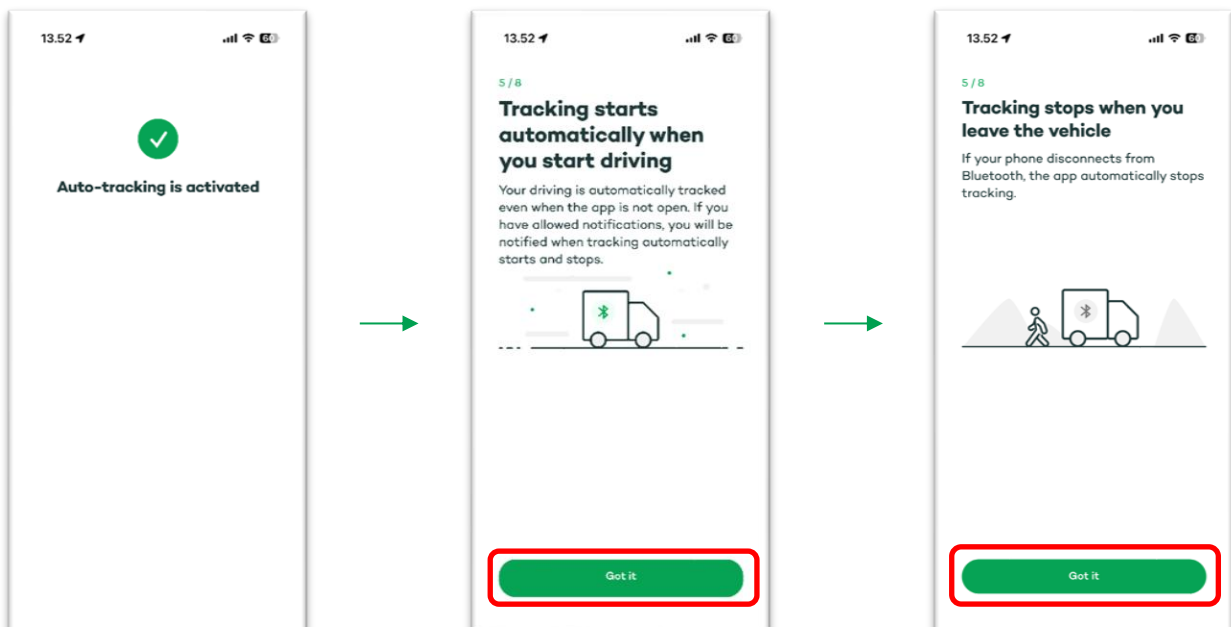 13.52
60
Auto-tracking is activated
13.52
60
5/8
Tracking starts
automatically when
you start driving
Your driving is automatically tracked
even when the app is not open. If you
have allowed notifications, you will be
notified when tracking automatically
starts and stops.
Got it
13.52
60
5/8
Tracking stops when you
leave the vehicle
If your phone disconnects from
Bluetooth, the app automatically stops
tracking.
Got it